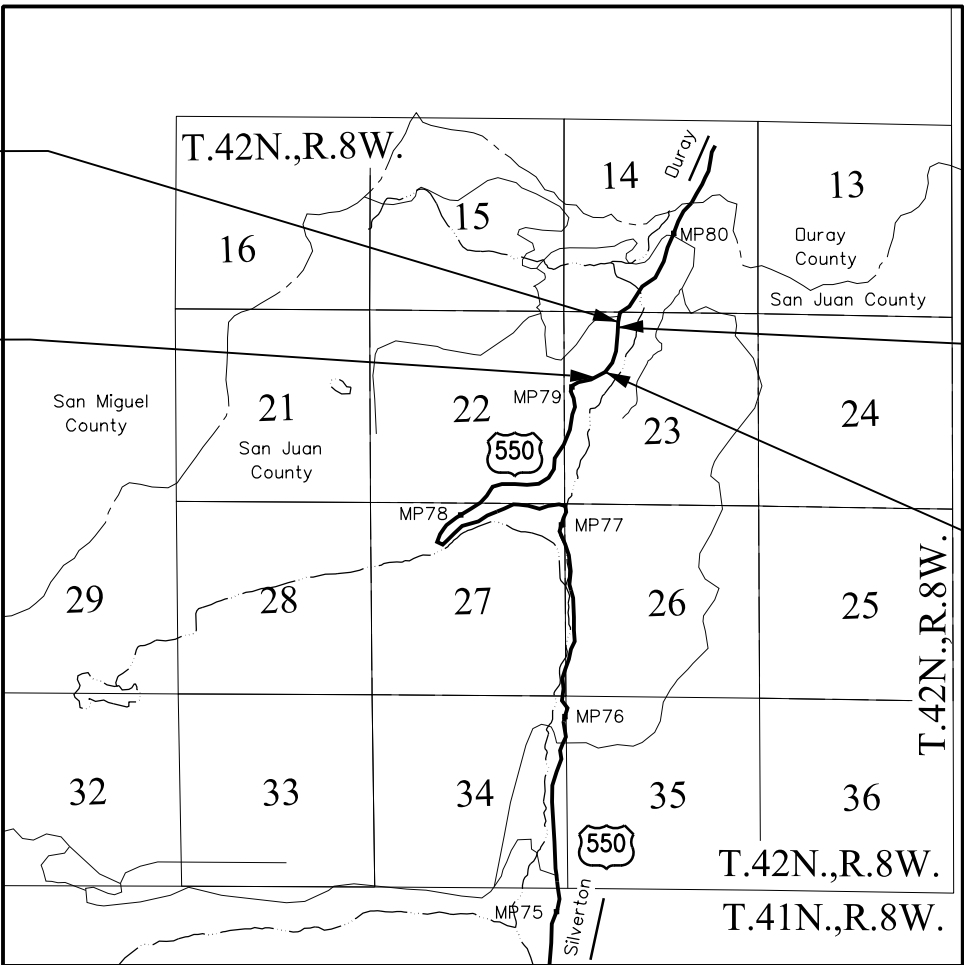 T.42N.,R.8W.
Ouray
14
13
15
16
MP80
Ouray
County
San Juan County
San Miguel
County
21
San Juan
County
22
MP79
550
23
24
MP78
MP77
29
28
27
26
25
T.42N.,R.8W.
MP76
32
33
34
35
36
550
T.42N.,R.8W.
MP75
Silverton
T.41N.,R.8W.